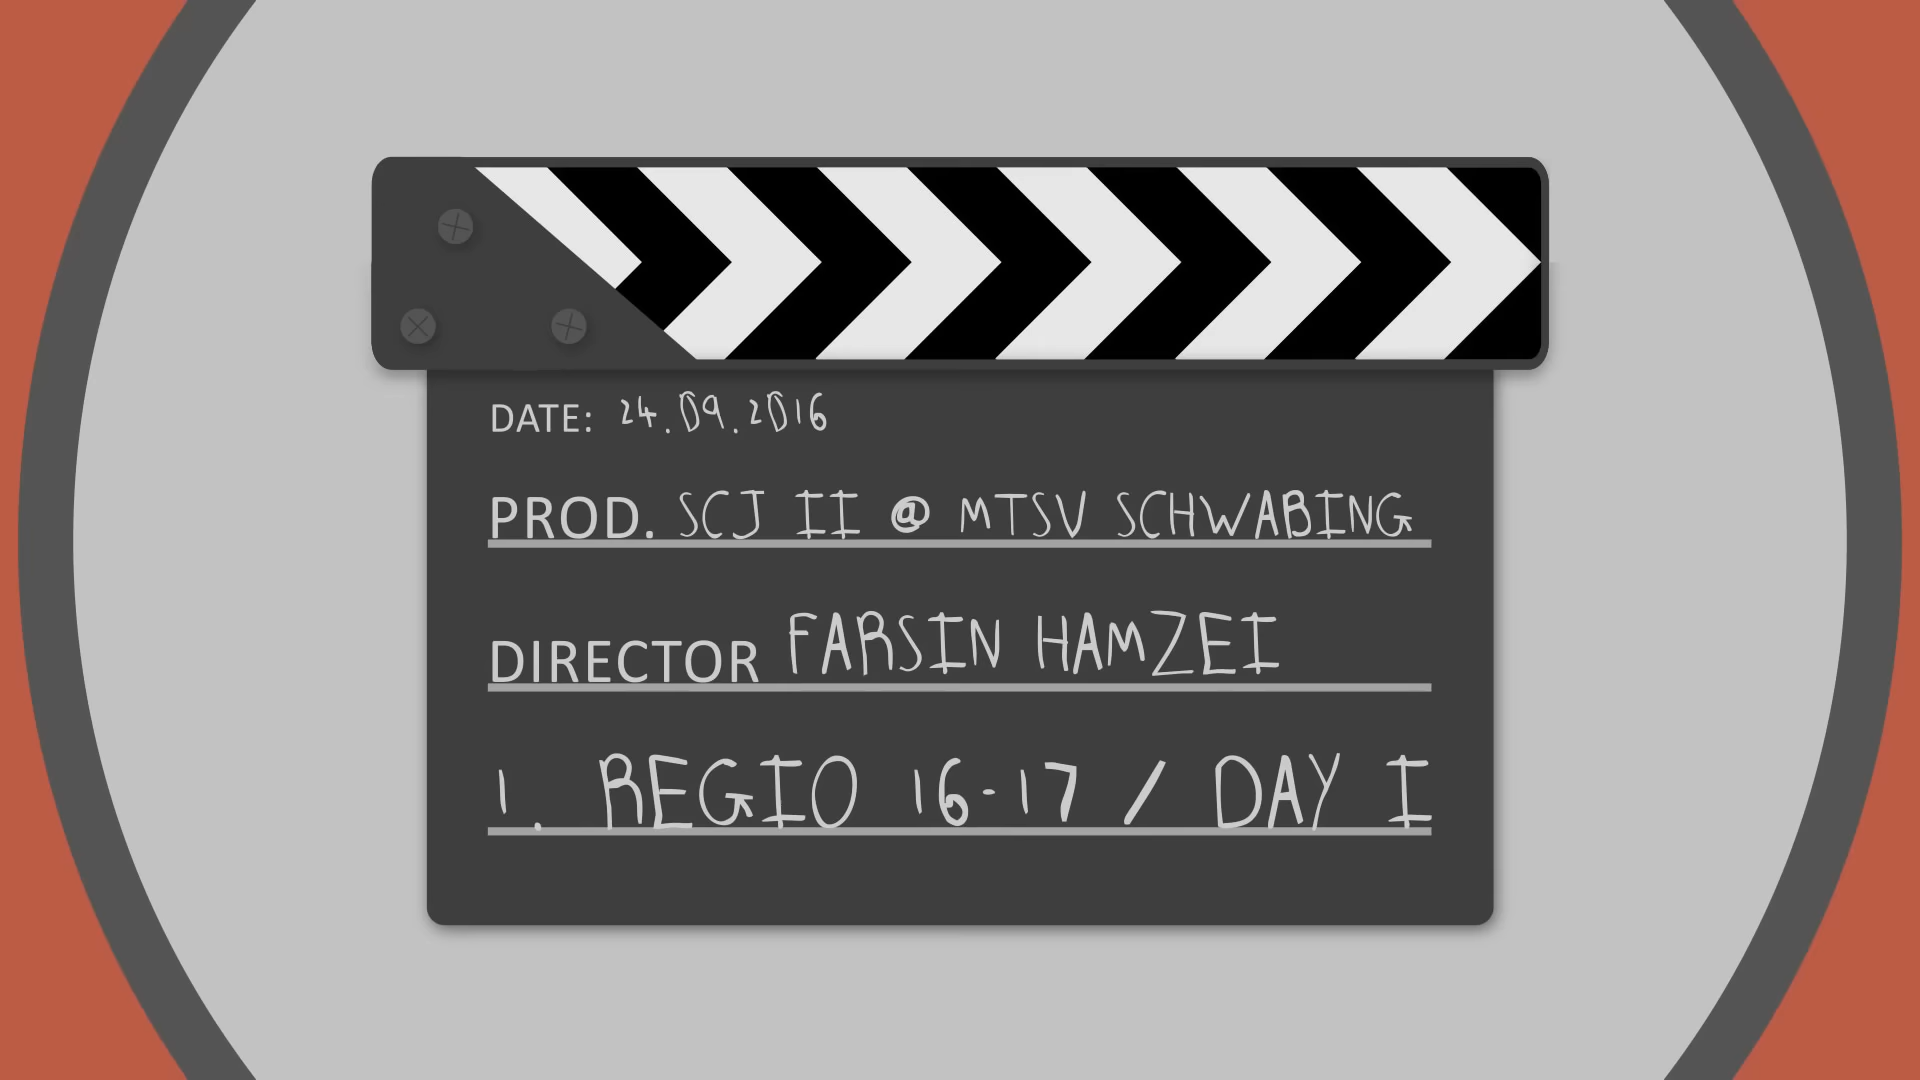 DATE: 24.09.2016
PROD. SCJ II @ MTSV SCHWABING
DIRECTOR FARSIN HAMZEI
1. REGIO 16-17 / DAY I